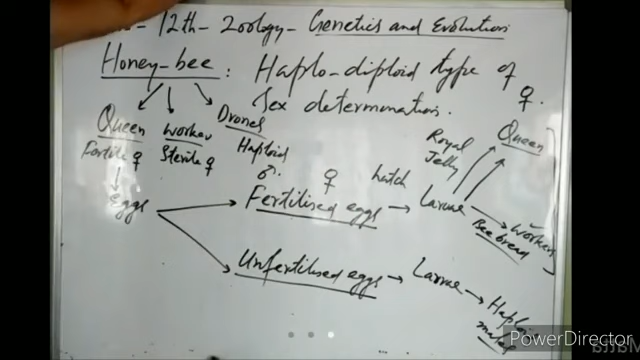 12th - Zoology - Genetics and Evolution
Honey-bee : Haplo-diploid type of
Sex determination.
♀.
Queen Worker Drones
Fertile ♀ Sterile ♀ Haploid
♂.
Royal
Jelly
Queen
♀ hatch
Eggs
Fertilised eggs → Larvae
Workers
Bee bread
Unfertilised eggs → Larvae → Haploid
males
PowerDirector